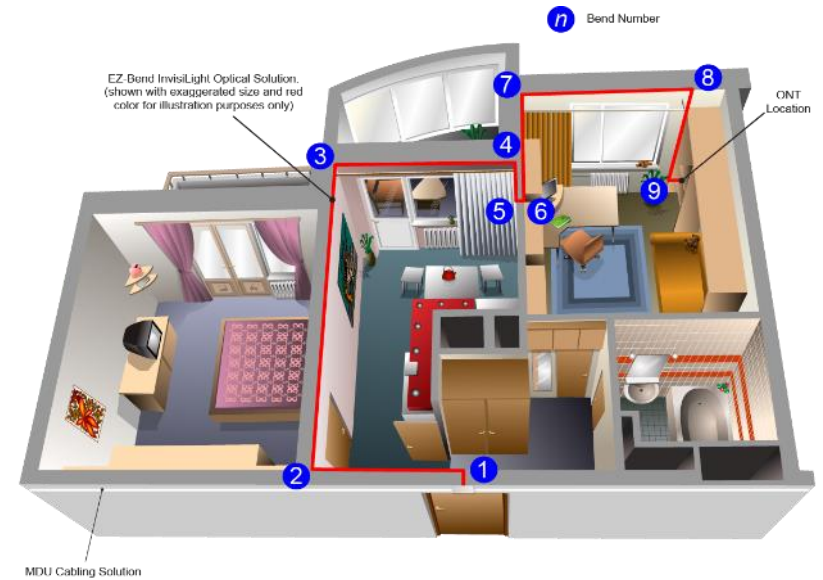 n Bend Number
EZ-Bend InvisiLight Optical Solution.
(shown with exaggerated size and red
color for illustration purposes only)
7
8
ONT
Location
4
3
9
5
6
1
2
MDU Cabling Solution